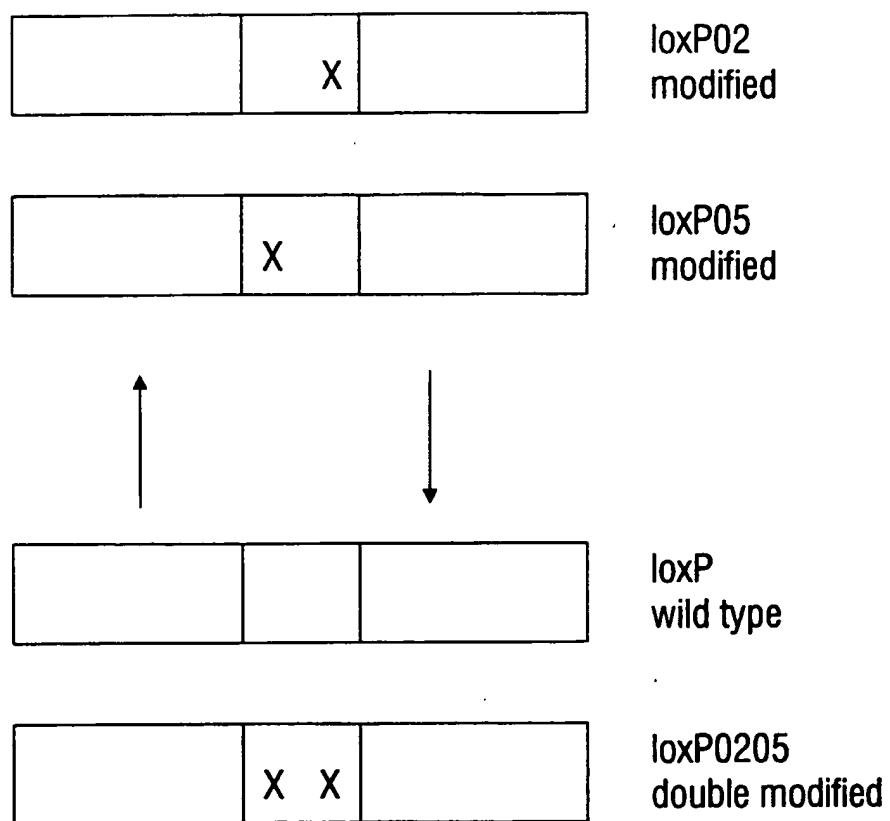 X
loxP02
modified
X
loxP05
modified
loxP
wild type
X X
loxP0205
double modified